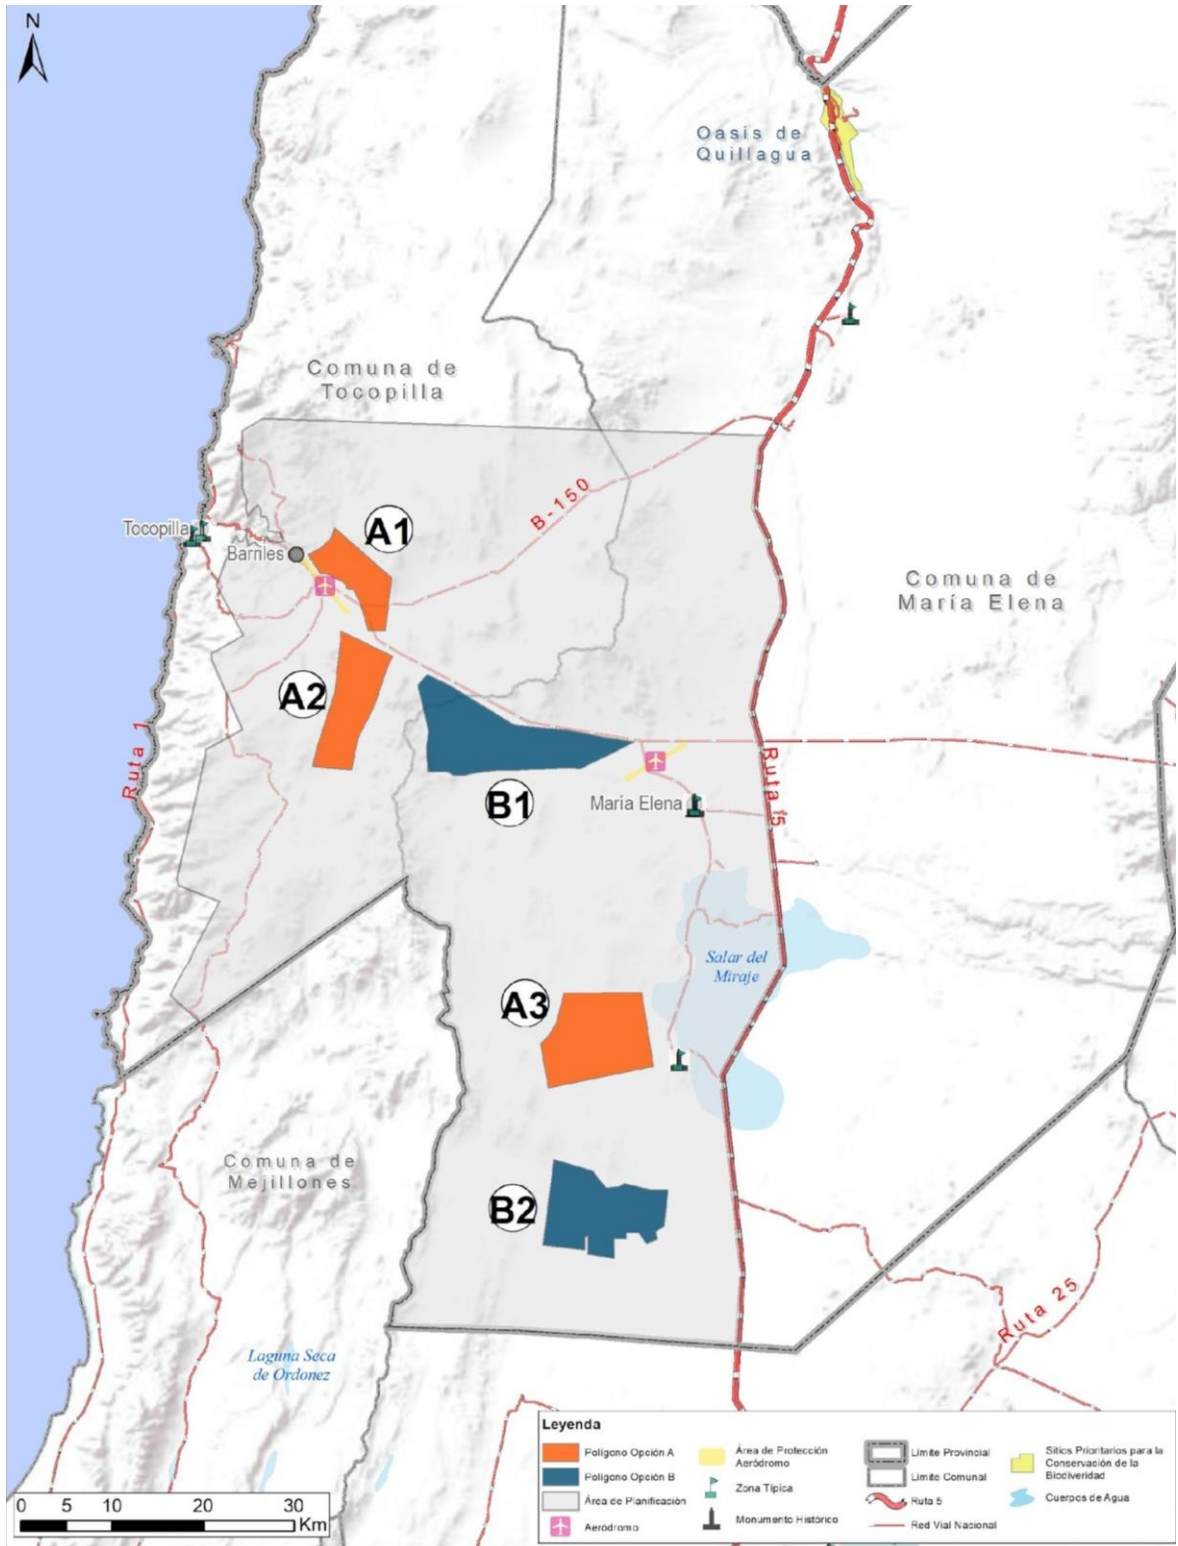 N
Oasis de
Quillagua
Comuna de
Tocopilla
B-150
A1
Tocopilla
Barriles
Comuna de
María Elena
A2
Ruta 1
Ruta 5
B1
María Elena
Salar del
Miraje
A3
Comuna de
Mejillones
B2
Ruta 25
Laguna Seca
de Ordonez
Leyenda
Polígono Opción A
Polígono Opción B
Área de Planificación
Aeródromo
Área de Protección
Aeródromo
Zona Típica
Monumento Histórico
Límite Provincial
Límite Comunal
Ruta 5
Red Vial Nacional
Sitios Prioritarios para la
Conservación de la
Biodiveridad
Cuerpos de Agua
0 5 10 20 30
Km